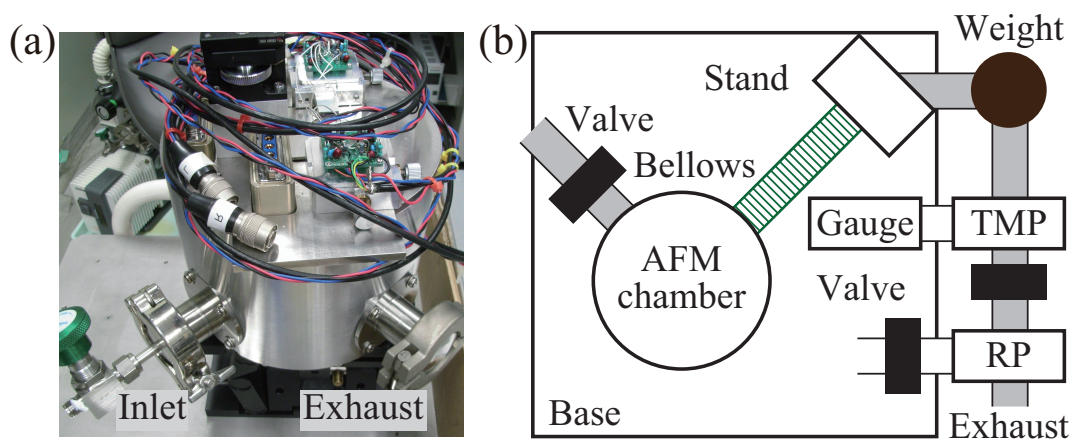 (a)
Inlet
Exhaust
(b)
Weight
Stand
Valve
Bellows
Gauge
TMP
AFM
chamber
Valve
RP
Base
Exhaust